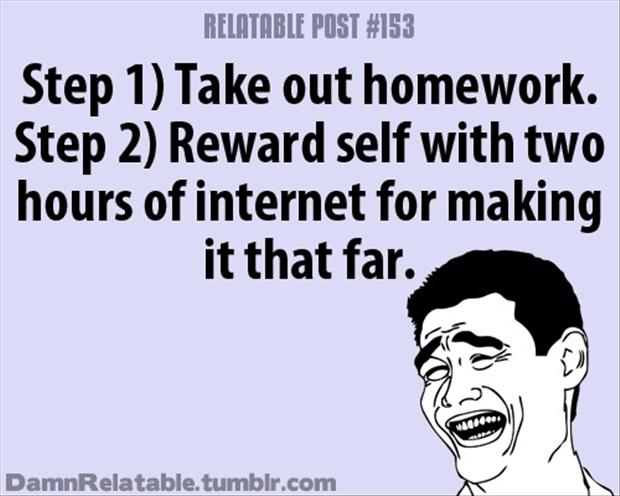 RELATABLE POST #153
Step 1) Take out homework.
Step 2) Reward self with two
hours of internet for making
it that far.
DamnRelatable.tumblr.com